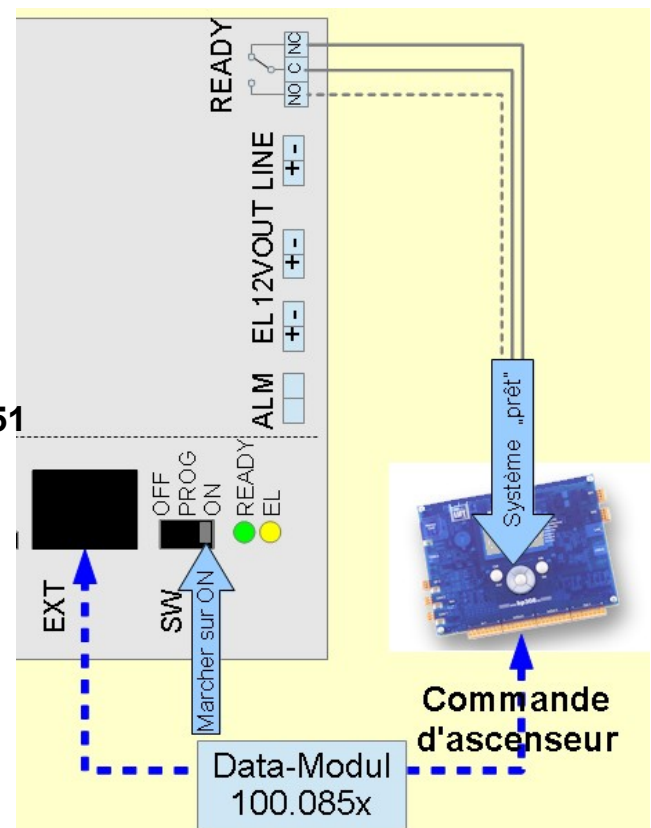 READY
NC
C
NO
LINE
+ -
12VOUT
+ -
EL
+ -
ALM
51
OFF
PROG
ON
READY
EL
EXT
SW
Marcher sur ON
Système „prêt"
Commande
d'ascenseur
Data-Modul
100.085x